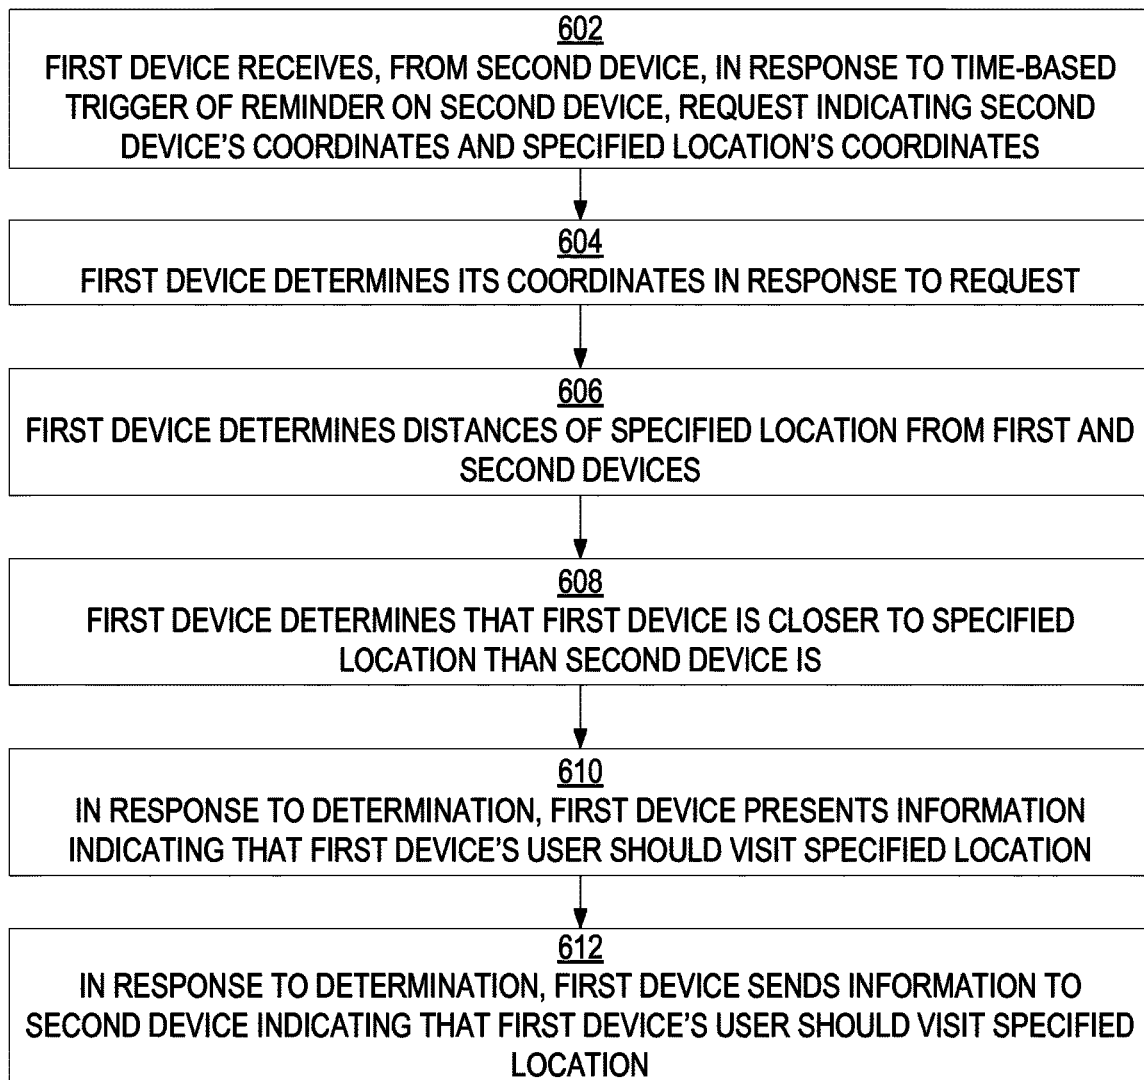 602
FIRST DEVICE RECEIVES, FROM SECOND DEVICE, IN RESPONSE TO TIME-BASED
TRIGGER OF REMINDER ON SECOND DEVICE, REQUEST INDICATING SECOND
DEVICE'S COORDINATES AND SPECIFIED LOCATION'S COORDINATES
604
FIRST DEVICE DETERMINES ITS COORDINATES IN RESPONSE TO REQUEST
606
FIRST DEVICE DETERMINES DISTANCES OF SPECIFIED LOCATION FROM FIRST AND
SECOND DEVICES
608
FIRST DEVICE DETERMINES THAT FIRST DEVICE IS CLOSER TO SPECIFIED
LOCATION THAN SECOND DEVICE IS
610
IN RESPONSE TO DETERMINATION, FIRST DEVICE PRESENTS INFORMATION
INDICATING THAT FIRST DEVICE'S USER SHOULD VISIT SPECIFIED LOCATION
612
IN RESPONSE TO DETERMINATION, FIRST DEVICE SENDS INFORMATION TO
SECOND DEVICE INDICATING THAT FIRST DEVICE'S USER SHOULD VISIT SPECIFIED
LOCATION